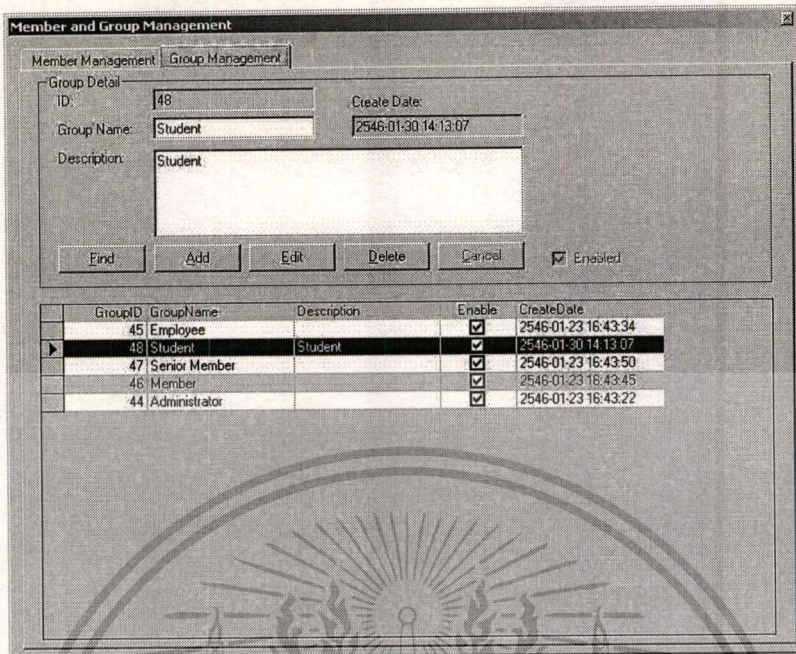 Member and Group Management
Member Management Group Management
Group Detail
ID: 48 Create Date:
Group Name: Student 2546-01-30 14:13:07
Description: Student
Find Add Edit Delete Cancel Enabled
GroupID GroupName Description Enable CreateDate
45 Employee 2546-01-23 16:43:34
48 Student Student 2546-01-30 14:13:07
47 Senior Member 2546-01-23 16:43:50
46 Member 2546-01-23 16:43:45
44 Administrator 2546-01-23 16:43:22